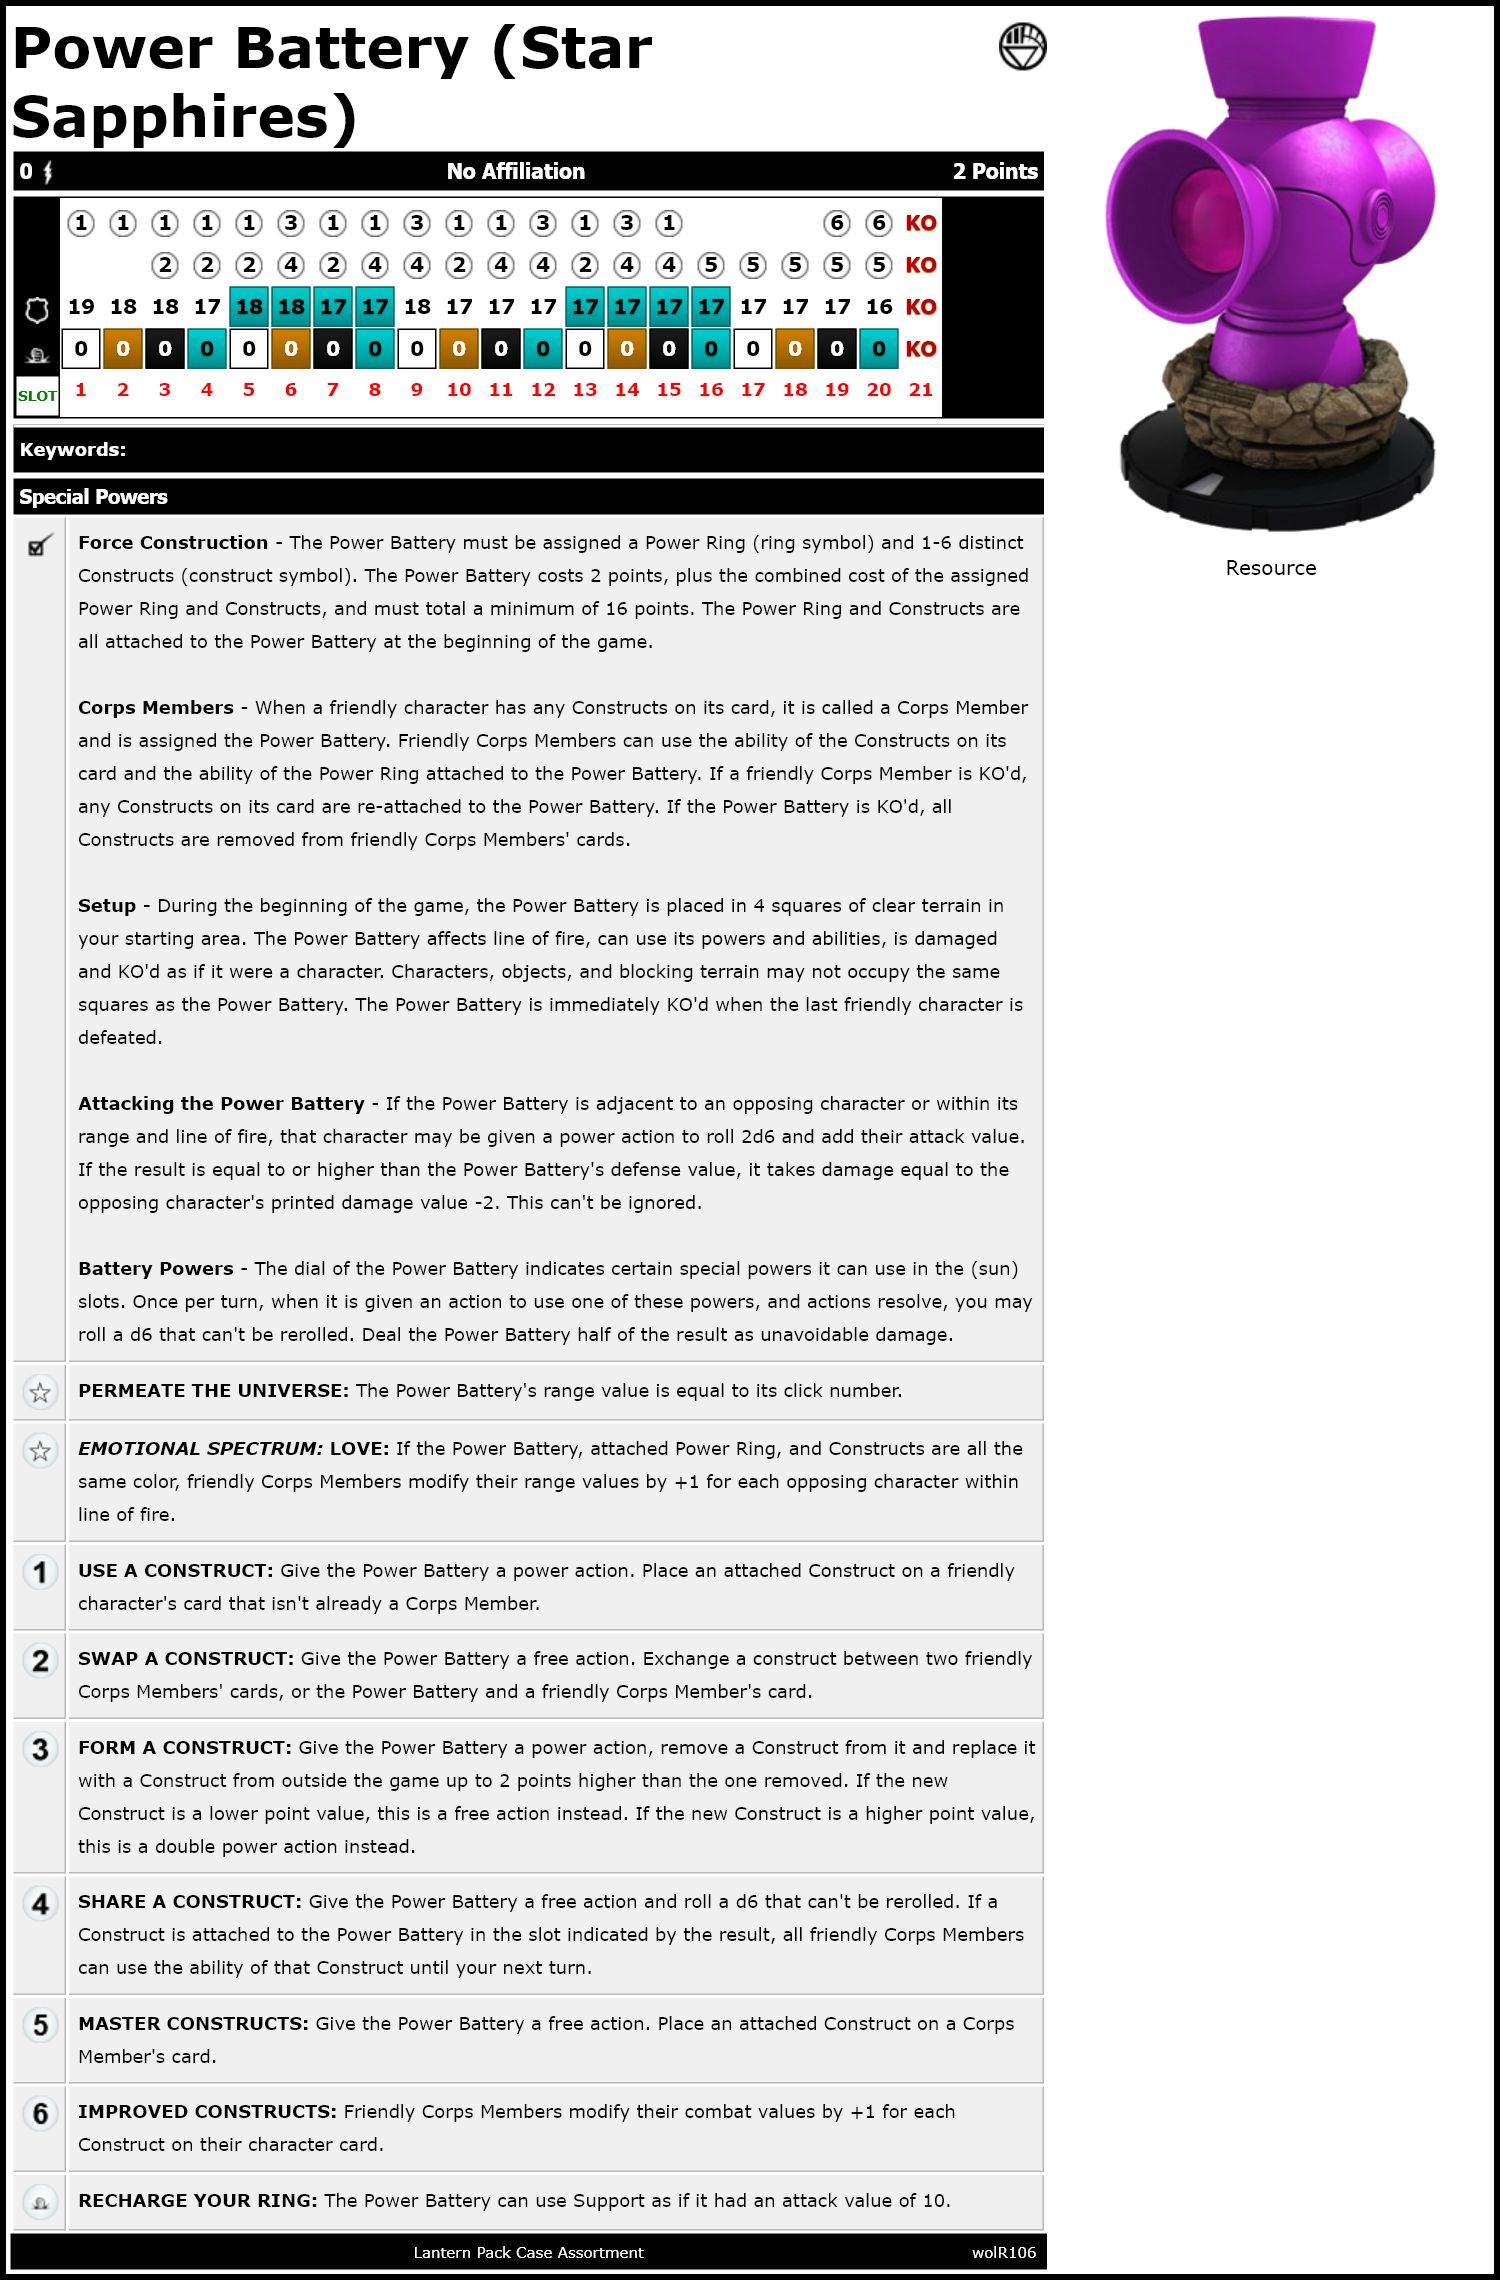 Power Battery (Star
Sapphires)
0 No Affiliation 2 Points
1 1 1 1 1 3 1 1 3 1 1 3 1 3 1 6 6 KO
2 2 2 4 2 4 4 2 4 4 2 4 4 5 5 5 5 5 KO
19 18 18 17 18 18 17 17 18 17 17 17 17 17 17 17 17 17 17 16 KO
0 0 0 0 0 0 0 0 0 0 0 0 0 0 0 0 0 0 0 0 KO
SLOT 1 2 3 4 5 6 7 8 9 10 11 12 13 14 15 16 17 18 19 20 21
Keywords:
Special Powers
Force Construction - The Power Battery must be assigned a Power Ring (ring symbol) and 1-6 distinct
Constructs (construct symbol). The Power Battery costs 2 points, plus the combined cost of the assigned
Power Ring and Constructs, and must total a minimum of 16 points. The Power Ring and Constructs are
all attached to the Power Battery at the beginning of the game.
Corps Members - When a friendly character has any Constructs on its card, it is called a Corps Member
and is assigned the Power Battery. Friendly Corps Members can use the ability of the Constructs on its
card and the ability of the Power Ring attached to the Power Battery. If a friendly Corps Member is KO'd,
any Constructs on its card are re-attached to the Power Battery. If the Power Battery is KO'd, all
Constructs are removed from friendly Corps Members' cards.
Setup - During the beginning of the game, the Power Battery is placed in 4 squares of clear terrain in
your starting area. The Power Battery affects line of fire, can use its powers and abilities, is damaged
and KO'd as if it were a character. Characters, objects, and blocking terrain may not occupy the same
squares as the Power Battery. The Power Battery is immediately KO'd when the last friendly character is
defeated.
Attacking the Power Battery - If the Power Battery is adjacent to an opposing character or within its
range and line of fire, that character may be given a power action to roll 2d6 and add their attack value.
If the result is equal to or higher than the Power Battery's defense value, it takes damage equal to the
opposing character's printed damage value -2. This can't be ignored.
Battery Powers - The dial of the Power Battery indicates certain special powers it can use in the (sun)
slots. Once per turn, when it is given an action to use one of these powers, and actions resolve, you may
roll a d6 that can't be rerolled. Deal the Power Battery half of the result as unavoidable damage.
PERMEATE THE UNIVERSE: The Power Battery's range value is equal to its click number.
EMOTIONAL SPECTRUM: LOVE: If the Power Battery, attached Power Ring, and Constructs are all the
same color, friendly Corps Members modify their range values by +1 for each opposing character within
line of fire.
1 USE A CONSTRUCT: Give the Power Battery a power action. Place an attached Construct on a friendly
character's card that isn't already a Corps Member.
2 SWAP A CONSTRUCT: Give the Power Battery a free action. Exchange a construct between two friendly
Corps Members' cards, or the Power Battery and a friendly Corps Member's card.
3 FORM A CONSTRUCT: Give the Power Battery a power action, remove a Construct from it and replace it
with a Construct from outside the game up to 2 points higher than the one removed. If the new
Construct is a lower point value, this is a free action instead. If the new Construct is a higher point value,
this is a double power action instead.
4 SHARE A CONSTRUCT: Give the Power Battery a free action and roll a d6 that can't be rerolled. If a
Construct is attached to the Power Battery in the slot indicated by the result, all friendly Corps Members
can use the ability of that Construct until your next turn.
5 MASTER CONSTRUCTS: Give the Power Battery a free action. Place an attached Construct on a Corps
Member's card.
6 IMPROVED CONSTRUCTS: Friendly Corps Members modify their combat values by +1 for each
Construct on their character card.
RECHARGE YOUR RING: The Power Battery can use Support as if it had an attack value of 10.
Lantern Pack Case Assortment wolR106
Resource